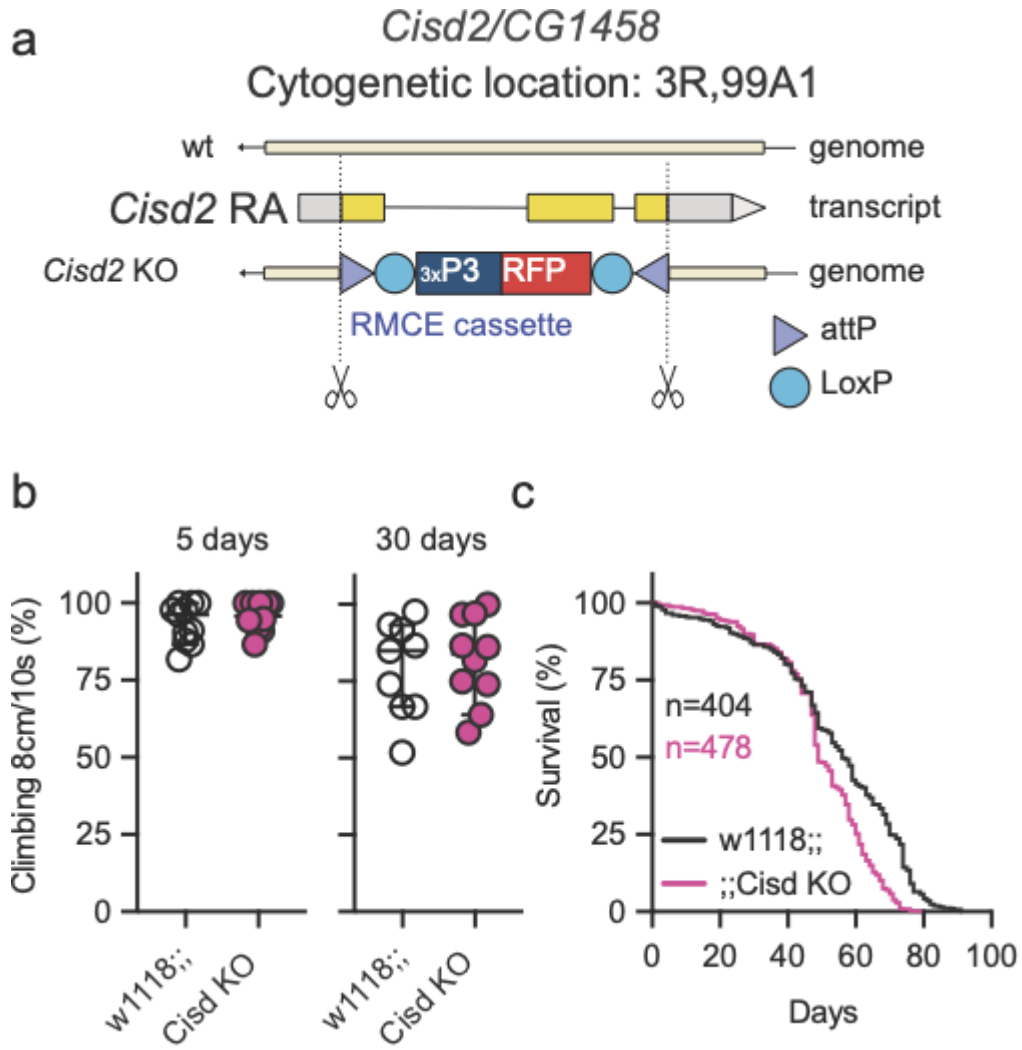 a
Cisd2/CG1458
Cytogenetic location: 3R,99A1
wt
genome
Cisd2 RA
transcript
Cisd2 KO
3xP3
RFP
genome
RMCE cassette
attP
LoxP
b
5 days
30 days
Climbing 8cm/10s (%)
100
75
50
25
0
w1118;;
Cisd KO
w1118;;
Cisd KO
c
Survival (%)
100
75
50
25
0
n=404
n=478
w1118;;
;;Cisd KO
0 20 40 60 80 100
Days